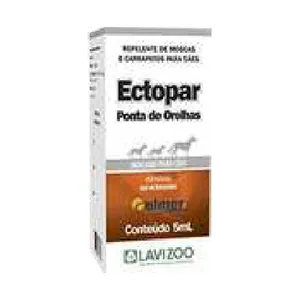 REPELENTE DE MOSCAS
E CARRAPATOS PARA CÃES
Ectopar
Ponta de Orelhas
Conteúdo 5mL
LAVIZOO